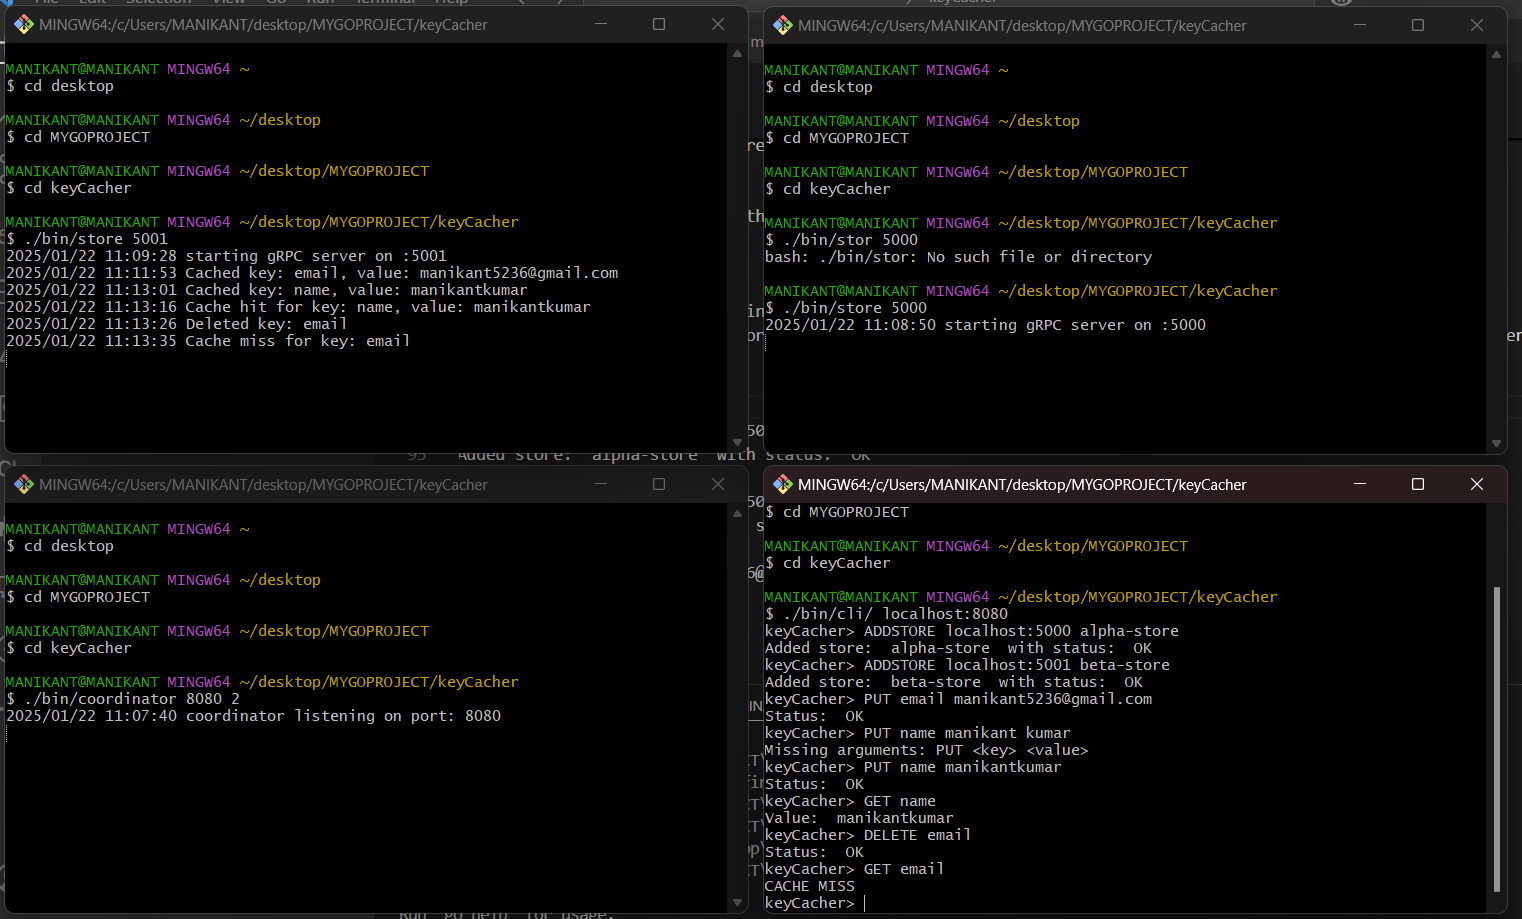 MINGW64:/c/Users/MANIKANT/desktop/MYGOPROJECT/keyCacher
MANIKANT@MANIKANT MINGW64 ~
$ cd desktop
MANIKANT@MANIKANT MINGW64 ~/desktop
$ cd MYGOPROJECT
MANIKANT@MANIKANT MINGW64 ~/desktop/MYGOPROJECT
$ cd keyCacher
MANIKANT@MANIKANT MINGW64 ~/desktop/MYGOPROJECT/keyCacher
$ ./bin/store 5001
2025/01/22 11:09:28 starting gRPC server on :5001
2025/01/22 11:11:53 Cached key: email, value: manikant5236@gmail.com
2025/01/22 11:13:01 Cached key: name, value: manikantkumar
2025/01/22 11:13:16 Cache hit for key: name, value: manikantkumar
2025/01/22 11:13:26 Deleted key: email
2025/01/22 11:13:35 Cache miss for key: email
MINGW64:/c/Users/MANIKANT/desktop/MYGOPROJECT/keyCacher
MANIKANT@MANIKANT MINGW64 ~
$ cd desktop
MANIKANT@MANIKANT MINGW64 ~/desktop
$ cd MYGOPROJECT
MANIKANT@MANIKANT MINGW64 ~/desktop/MYGOPROJECT
$ cd keyCacher
MANIKANT@MANIKANT MINGW64 ~/desktop/MYGOPROJECT/keyCacher
$ ./bin/stor 5000
bash: ./bin/stor: No such file or directory
MANIKANT@MANIKANT MINGW64 ~/desktop/MYGOPROJECT/keyCacher
$ ./bin/store 5000
2025/01/22 11:08:50 starting gRPC server on :5000
95 Added store: alpha-store with status: OK
MINGW64:/c/Users/MANIKANT/desktop/MYGOPROJECT/keyCacher
MANIKANT@MANIKANT MINGW64 ~
$ cd desktop
MANIKANT@MANIKANT MINGW64 ~/desktop
$ cd MYGOPROJECT
MANIKANT@MANIKANT MINGW64 ~/desktop/MYGOPROJECT
$ cd keyCacher
MANIKANT@MANIKANT MINGW64 ~/desktop/MYGOPROJECT/keyCacher
$ ./bin/coordinator 8080 2
2025/01/22 11:07:40 coordinator listening on port: 8080
MINGW64:/c/Users/MANIKANT/desktop/MYGOPROJECT/keyCacher
$ cd MYGOPROJECT
MANIKANT@MANIKANT MINGW64 ~/desktop/MYGOPROJECT
$ cd keyCacher
MANIKANT@MANIKANT MINGW64 ~/desktop/MYGOPROJECT/keyCacher
$ ./bin/cli/ localhost:8080
keyCacher> ADDSTORE localhost:5000 alpha-store
Added store:  alpha-store  with status:  OK
keyCacher> ADDSTORE localhost:5001 beta-store
Added store:  beta-store  with status:  OK
keyCacher> PUT email manikant5236@gmail.com
Status:  OK
keyCacher> PUT name manikant kumar
Missing arguments: PUT <key> <value>
keyCacher> PUT name manikantkumar
Status:  OK
keyCacher> GET name
Value:  manikantkumar
keyCacher> DELETE email
Status:  OK
keyCacher> GET email
CACHE MISS
keyCacher>